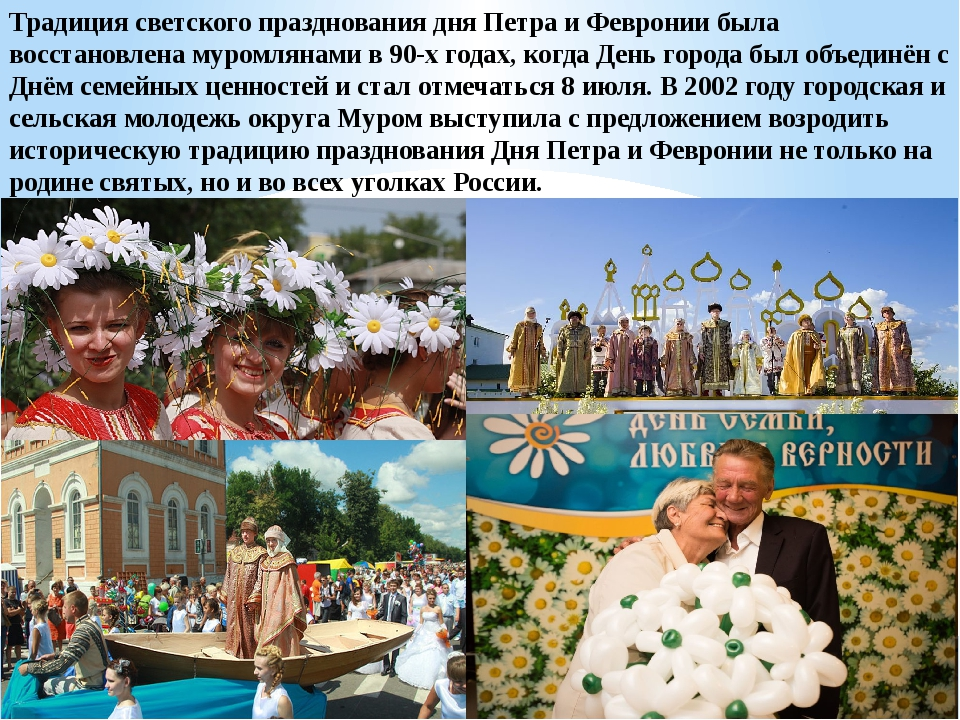 Традиция светского празднования дня Петра и Февронии была
восстановлена муромлянами в 90-х годах, когда День города был объединён с
Днём семейных ценностей и стал отмечаться 8 июля. В 2002 году городская и
сельская молодежь округа Муром выступила с предложением возродить
историческую традицию празднования Дня Петра и Февронии не только на
родине святых, но и во всех уголках России.
ДЕНЬ СЕМЬИ,
ЛЮБВИ И ВЕРНОСТИ